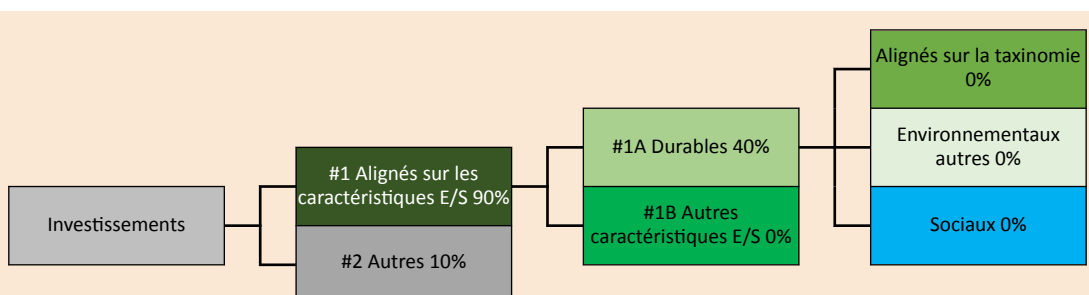 Investissements
#1 Alignés sur les
caractéristiques E/S 90%
#2 Autres 10%
#1A Durables 40%
#1B Autres
caractéristiques E/S 0%
Alignés sur la taxinomie
0%
Environnementaux
autres 0%
Sociaux 0%